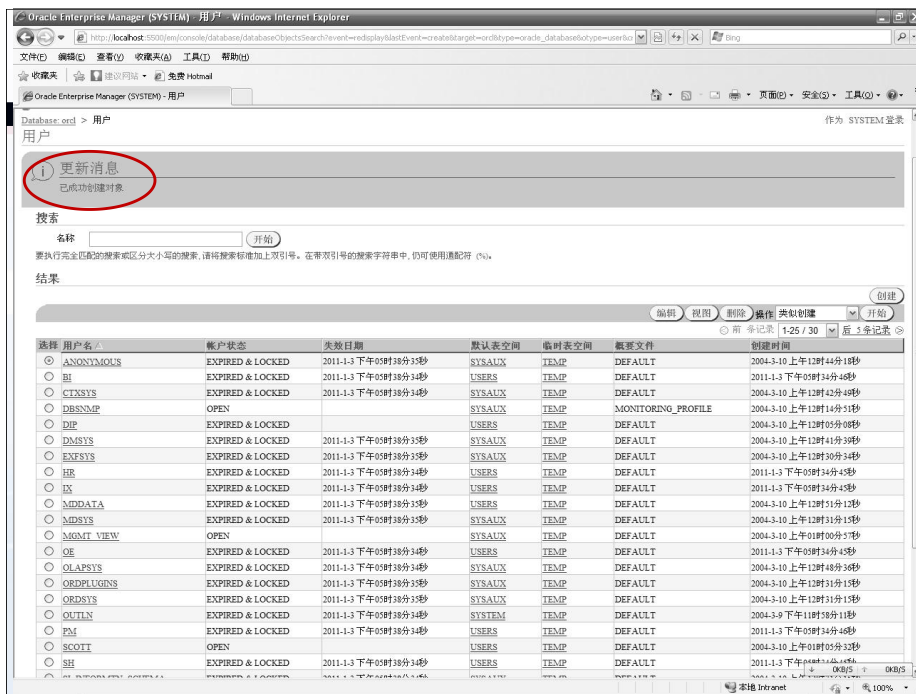 Oracle Enterprise Manager (SYSTEM) - 用户 - Windows Internet Explorer
http://localhost:5500/em/console/database/databaseObjectsSearch?event=redisplay&lastEvent=create&target=orcl&type=oracle_database&otype=user&
Bing
文件(F) 编辑(E) 查看(V) 收藏夹(A) 工具(T) 帮助(H)
收藏夹 建议网站 免费 Hotmail
Oracle Enterprise Manager (SYSTEM) - 用户
页面(P) 安全(S) 工具(O)
Database: orcl > 用户 作为 SYSTEM 登录
用户
更新消息
已成功创建对象
搜索
名称 开始
要执行完全匹配的搜索或区分大小写的搜索, 请将搜索标准加上双引号。在带双引号的搜索字符串中, 仍可使用通配符 (%)。
结果
创建
编辑 视图 删除 操作 类似创建 开始
前 条记录 1-25 / 30 后 5条记录
选择 用户名 帐户状态 失效日期 默认表空间 临时表空间 概要文件 创建时间
ANONYMOUS EXPIRED & LOCKED 2011-1-3 下午05时38分35秒 SYSAUX TEMP DEFAULT 2004-3-10 上午12时44分18秒
BI EXPIRED & LOCKED 2011-1-3 下午05时38分34秒 USERS TEMP DEFAULT 2011-1-3 下午05时34分46秒
CTXSYS EXPIRED & LOCKED 2011-1-3 下午05时38分34秒 SYSAUX TEMP DEFAULT 2004-3-10 上午12时42分49秒
DBSNMP OPEN SYSAUX TEMP MONITORING_PROFILE 2004-3-10 上午12时14分51秒
DIP EXPIRED & LOCKED USERS TEMP DEFAULT 2004-3-10 上午12时05分08秒
DMSYS EXPIRED & LOCKED 2011-1-3 下午05时38分35秒 SYSAUX TEMP DEFAULT 2004-3-10 上午12时41分39秒
EXFSYS EXPIRED & LOCKED 2011-1-3 下午05时38分35秒 SYSAUX TEMP DEFAULT 2004-3-10 上午12时30分34秒
HR EXPIRED & LOCKED 2011-1-3 下午05时38分34秒 USERS TEMP DEFAULT 2011-1-3 下午05时34分45秒
IX EXPIRED & LOCKED 2011-1-3 下午05时38分34秒 USERS TEMP DEFAULT 2011-1-3 下午05时34分45秒
MDDATA EXPIRED & LOCKED 2011-1-3 下午05时38分35秒 USERS TEMP DEFAULT 2004-3-10 上午12时51分12秒
MDSYS EXPIRED & LOCKED 2011-1-3 下午05时38分35秒 SYSAUX TEMP DEFAULT 2004-3-10 上午12时31分15秒
MGMT_VIEW OPEN SYSAUX TEMP DEFAULT 2004-3-10 上午01时00分57秒
OE EXPIRED & LOCKED 2011-1-3 下午05时38分34秒 USERS TEMP DEFAULT 2011-1-3 下午05时34分45秒
OLAPSYS EXPIRED & LOCKED 2011-1-3 下午05时38分34秒 SYSAUX TEMP DEFAULT 2004-3-10 上午12时48分36秒
ORDPLUGINS EXPIRED & LOCKED 2011-1-3 下午05时38分35秒 SYSAUX TEMP DEFAULT 2004-3-10 上午12时31分15秒
ORDSYS EXPIRED & LOCKED 2011-1-3 下午05时38分34秒 SYSAUX TEMP DEFAULT 2004-3-10 上午12时31分15秒
OUTLN EXPIRED & LOCKED 2011-1-3 下午05时38分34秒 SYSTEM TEMP DEFAULT 2004-3-9 下午11时58分11秒
PM EXPIRED & LOCKED 2011-1-3 下午05时38分34秒 USERS TEMP DEFAULT 2011-1-3 下午05时34分46秒
SCOTT OPEN USERS TEMP DEFAULT 2004-3-10 上午01时05分32秒
SH EXPIRED & LOCKED 2011-1-3 下午05时38分34秒 USERS TEMP DEFAULT 2011-1-3
0KB/S 0KB/S
本地 Intranet 100%